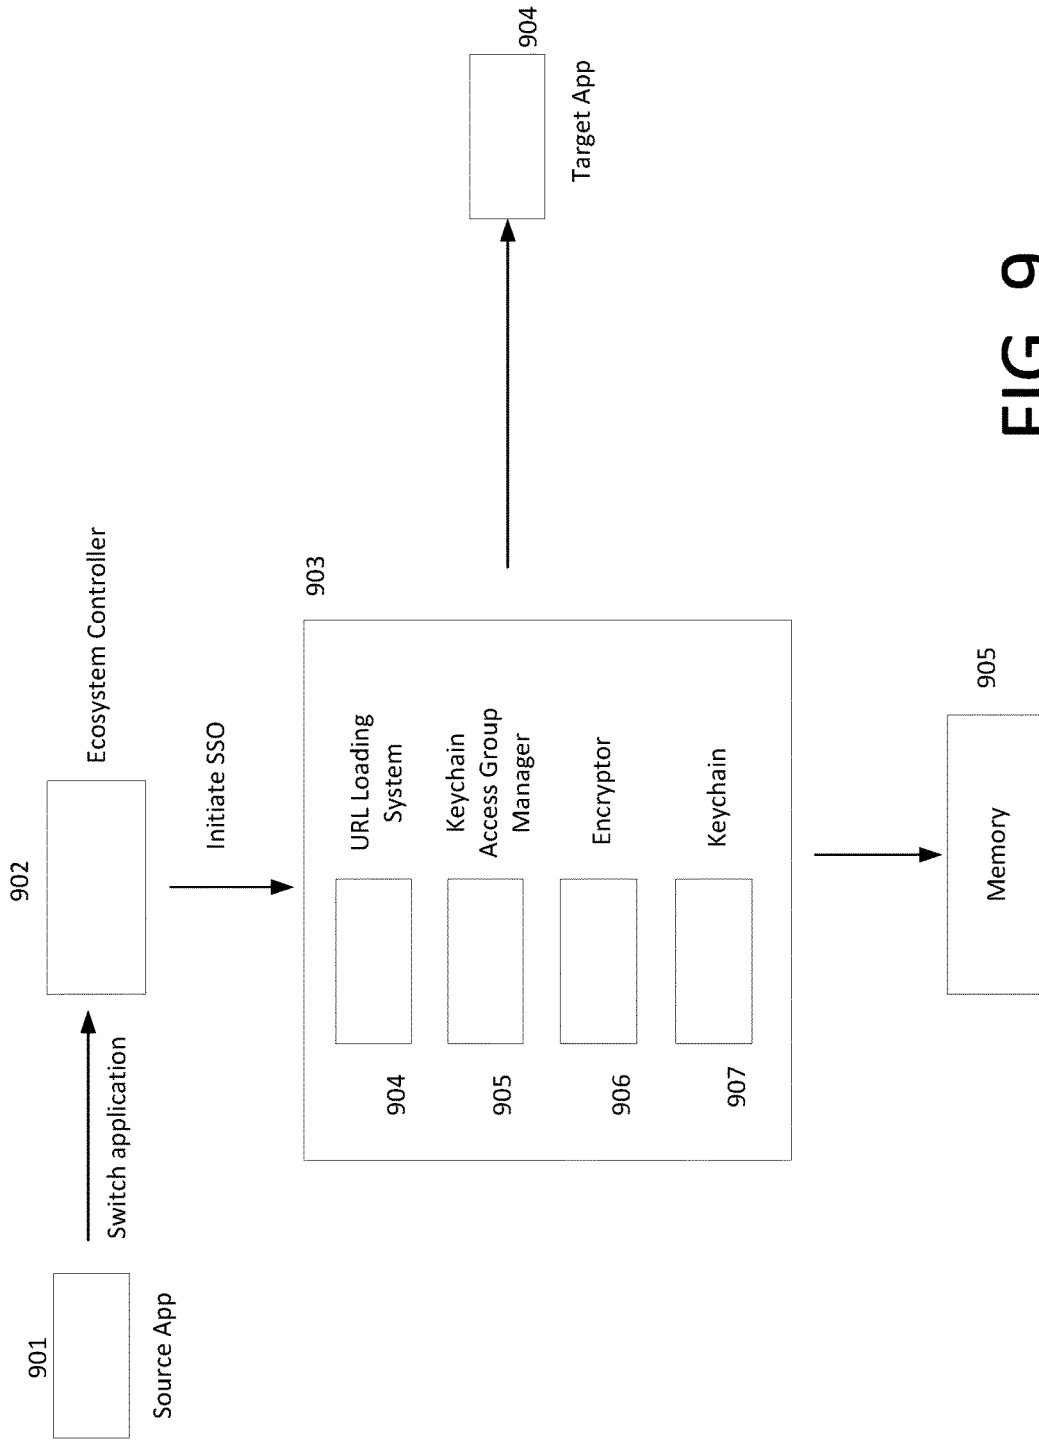 902
Ecosystem Controller
901
Source App
Switch application
Initiate SSO
903
904
URL Loading
System
905
Keychain
Access Group
Manager
906
Encryptor
907
Keychain
904
Target App
905
Memory
FIG. 9